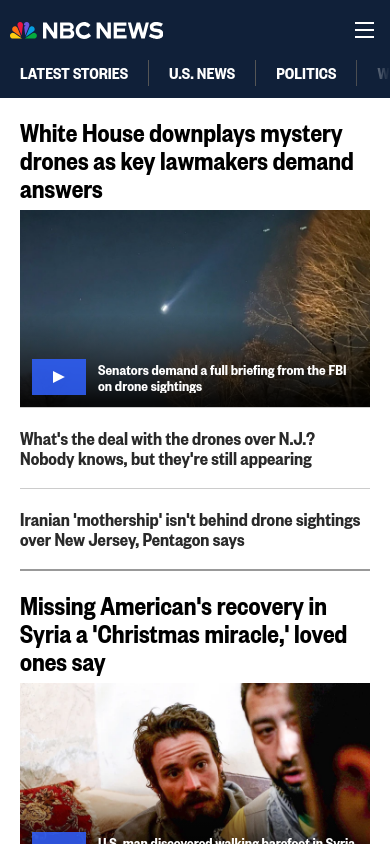 NBC NEWS
LATEST STORIES
U.S. NEWS
POLITICS
White House downplays mystery
drones as key lawmakers demand
answers
Senators demand a full briefing from the FBI
on drone sightings
What's the deal with the drones over N.J.?
Nobody knows, but they're still appearing
Iranian 'mothership' isn't behind drone sightings
over New Jersey, Pentagon says
Missing American's recovery in
Syria a 'Christmas miracle,' loved
ones say
U.S. man discovered walking barefoot in Syria